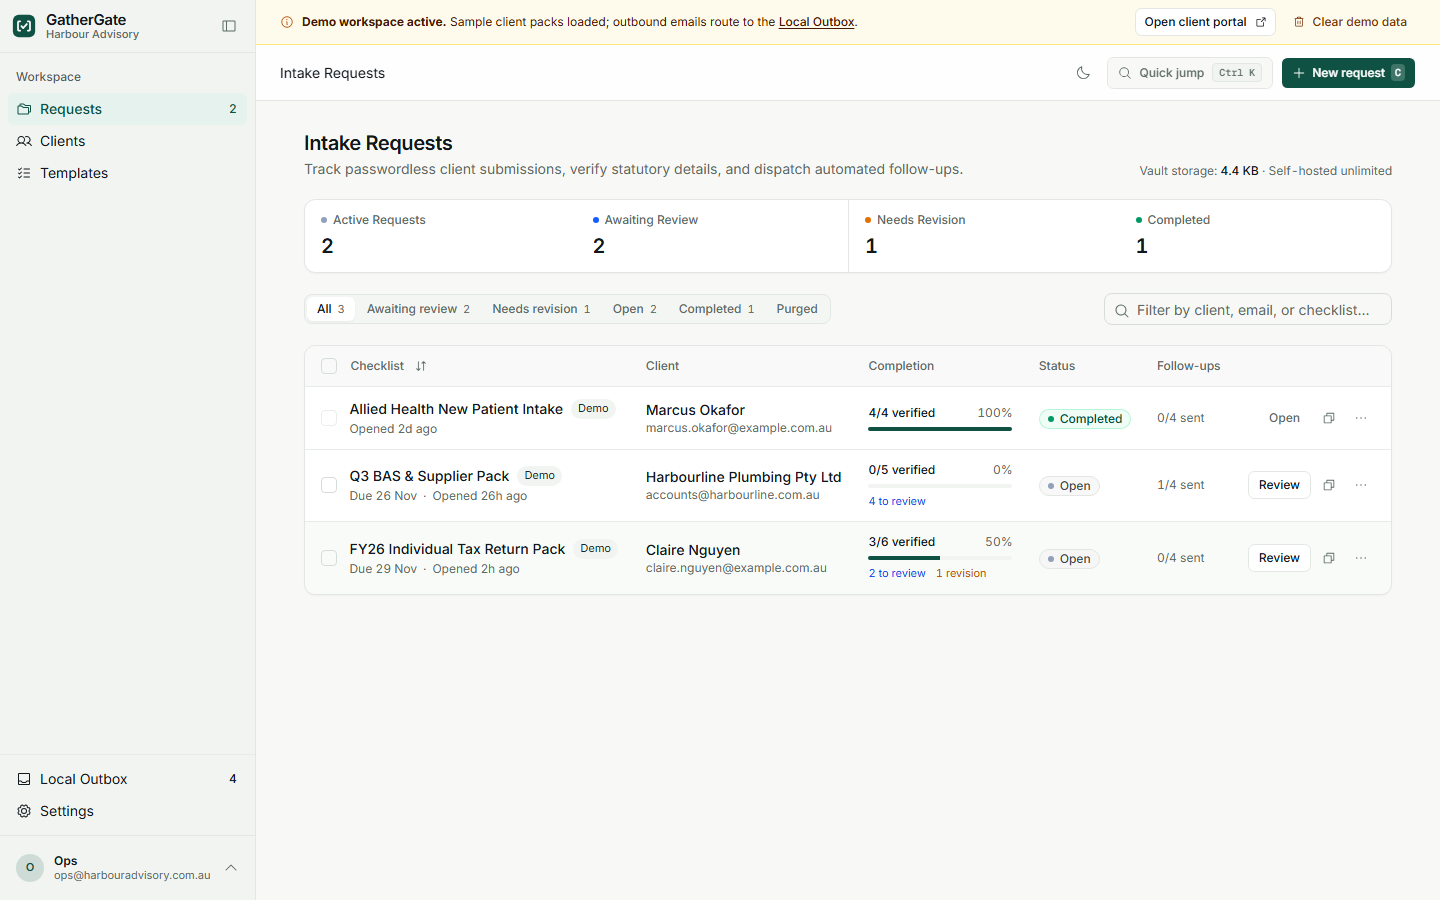 GatherGate
Harbour Advisory
Workspace
Requests 2
Clients
Templates
Local Outbox 4
Settings
O
Ops
ops@harbouradvisory.com.au
Demo workspace active. Sample client packs loaded; outbound emails route to the Local Outbox.
Open client portal
Clear demo data
Intake Requests
Quick jump Ctrl K
New request C
Intake Requests
Track passwordless client submissions, verify statutory details, and dispatch automated follow-ups.
Vault storage: 4.4 KB · Self-hosted unlimited
Active Requests
2
Awaiting Review
2
Needs Revision
1
Completed
1
All 3 Awaiting review 2 Needs revision 1 Open 2 Completed 1 Purged
Filter by client, email, or checklist...
Checklist Client Completion Status Follow-ups
Allied Health New Patient Intake Demo
Opened 2d ago
Marcus Okafor
marcus.okafor@example.com.au
4/4 verified 100%
Completed
0/4 sent
Open
Q3 BAS & Supplier Pack Demo
Due 26 Nov · Opened 26h ago
Harbourline Plumbing Pty Ltd
accounts@harbourline.com.au
0/5 verified 0%
4 to review
Open
1/4 sent
Review
FY26 Individual Tax Return Pack Demo
Due 29 Nov · Opened 2h ago
Claire Nguyen
claire.nguyen@example.com.au
3/6 verified 50%
2 to review 1 revision
Open
0/4 sent
Review